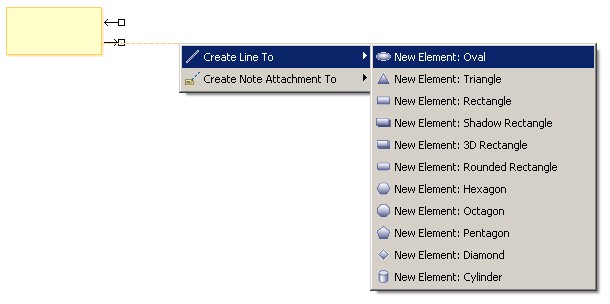 Create Line To
Create Note Attachment To
New Element: Oval
New Element: Triangle
New Element: Rectangle
New Element: Shadow Rectangle
New Element: 3D Rectangle
New Element: Rounded Rectangle
New Element: Hexagon
New Element: Octagon
New Element: Pentagon
New Element: Diamond
New Element: Cylinder